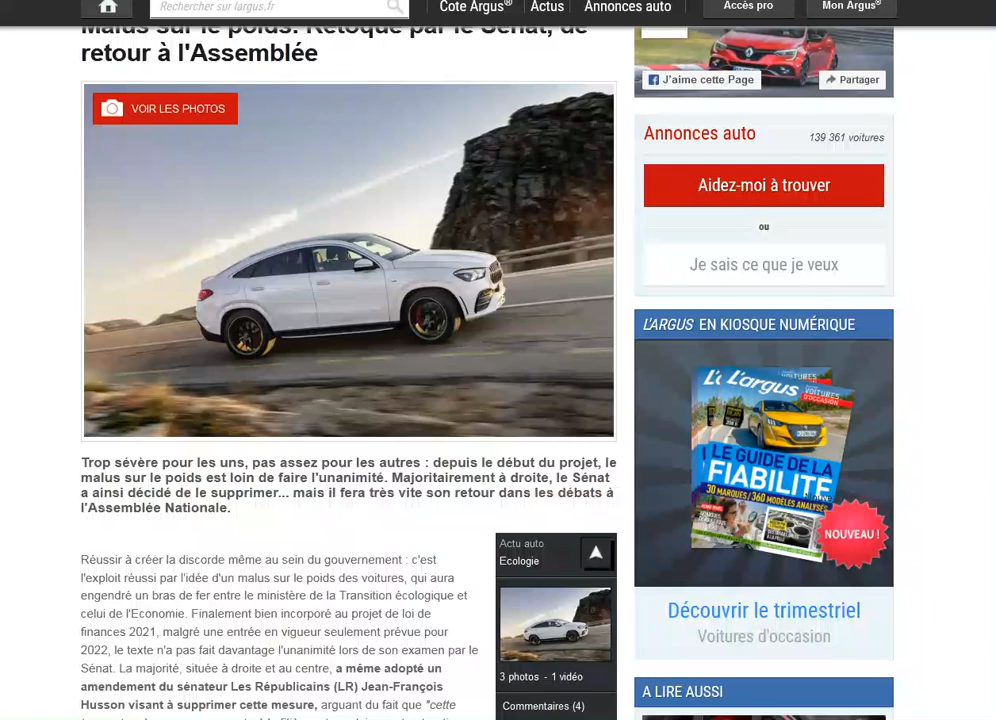 Rechercher sur largus.fr
Cote Argus®
Actus
Annonces auto
Accès pro
Mon Argus®
Malus sur le poids. Retoqué par le Sénat, de
retour à l'Assemblée
VOIR LES PHOTOS
J'aime cette Page
Partager
Annonces auto
139 361 voitures
Aidez-moi à trouver
ou
Je sais ce que je veux
L'ARGUS EN KIOSQUE NUMÉRIQUE
L'argus
VOITURES
D'OCCASION
LE GUIDE DE LA
FIABILITÉ
30 MARQUES/360 MODÈLES ANALYSÉS
NOUVEAU !
Découvrir le trimestriel
Voitures d'occasion
A LIRE AUSSI
Trop sévère pour les uns, pas assez pour les autres : depuis le début du projet, le
malus sur le poids est loin de faire l'unanimité. Majoritairement à droite, le Sénat
a ainsi décidé de le supprimer... mais il fera très vite son retour dans les débats à
l'Assemblée Nationale.
Réussir à créer la discorde même au sein du gouvernement : c'est
l'exploit réussi par l'idée d'un malus sur le poids des voitures, qui aura
engendré un bras de fer entre le ministère de la Transition écologique et
celui de l'Economie. Finalement bien incorporé au projet de loi de
finances 2021, malgré une entrée en vigueur seulement prévue pour
2022, le texte n'a pas fait davantage l'unanimité lors de son examen par le
Sénat. La majorité, située à droite et au centre, a même adopté un
amendement du sénateur Les Républicains (LR) Jean-François
Husson visant à supprimer cette mesure, arguant du fait que "cette
Actu auto
Ecologie
3 photos - 1 vidéo
Commentaires (4)